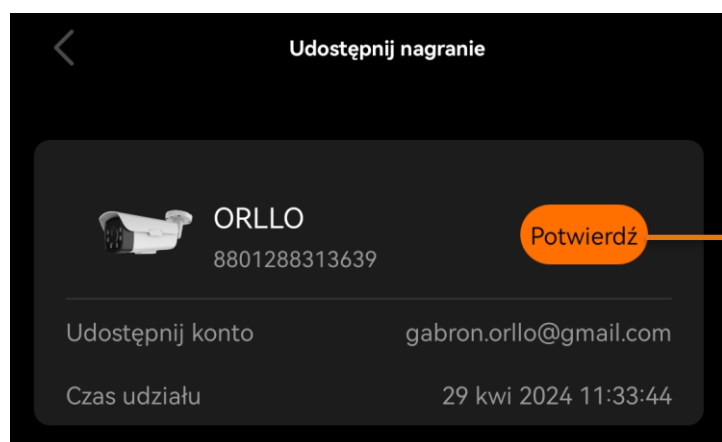 Udostępnij nagranie
ORLLO
Potwierdź
8801288313639
Udostępnij konto gabron.orllo@gmail.com
Czas udziału 29 kwi 2024 11:33:44